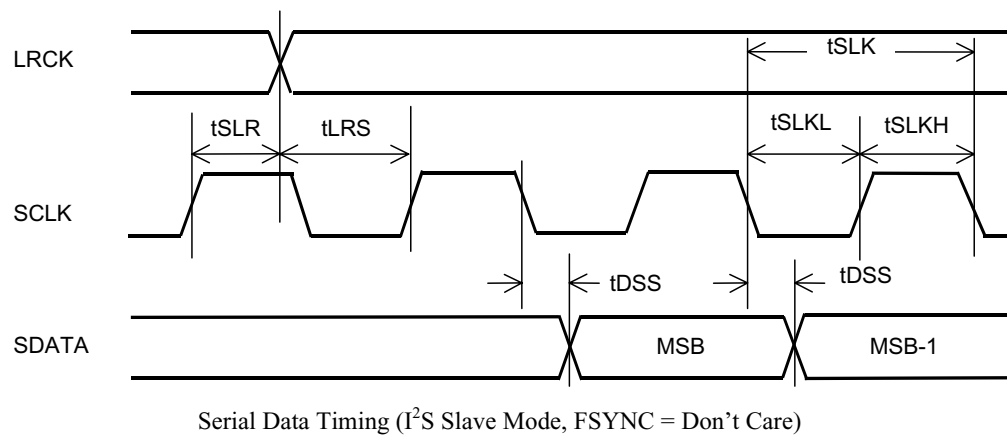 LRCK
tSLK
tSLR
tLRS
tSLKL
tSLKH
SCLK
tDSS
tDSS
SDATA
MSB
MSB-1
Serial Data Timing (I²S Slave Mode, FSYNC = Don’t Care)